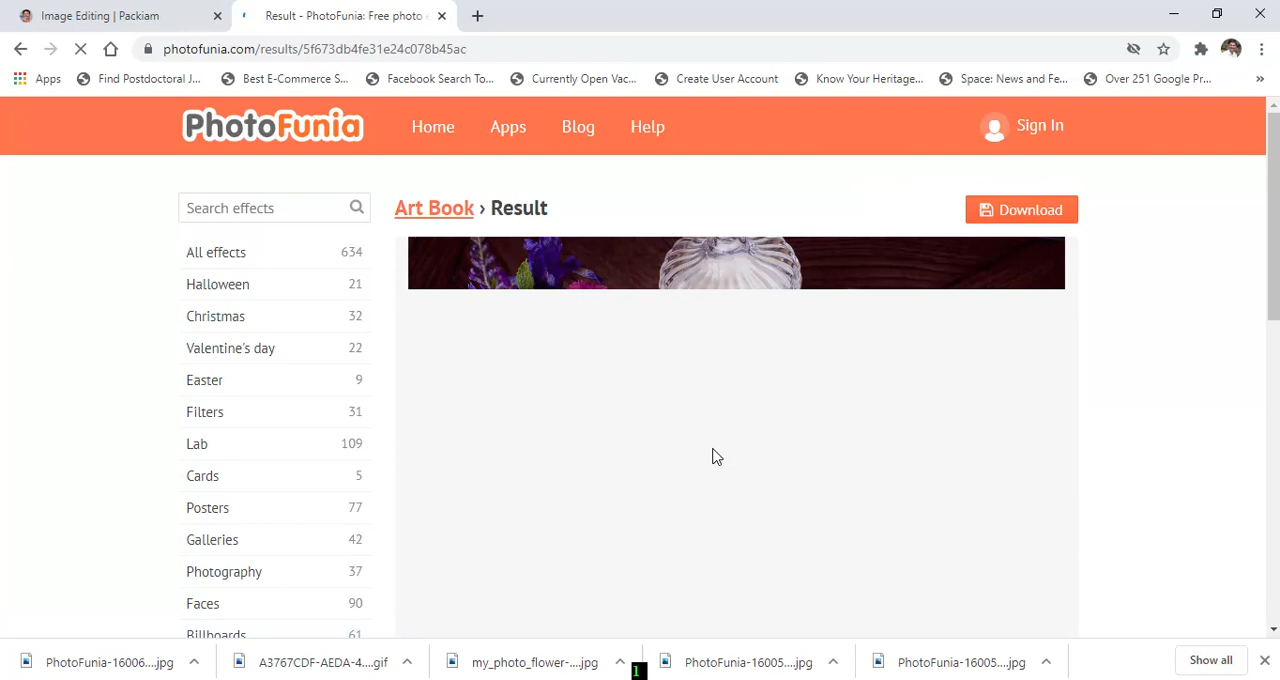 Image Editing | Packiam
Result - PhotoFunia: Free photo e
photofunia.com/results/5f673db4fe31e24c078b45ac
Apps Find Postdoctoral J... Best E-Commerce S... Facebook Search To... Currently Open Vac... Create User Account Know Your Heritage... Space: News and Fe... Over 251 Google Pr... »
PhotoFunia Home Apps Blog Help Sign In
Search effects
Art Book › Result
Download
All effects 634
Halloween 21
Christmas 32
Valentine's day 22
Easter 9
Filters 31
Lab 109
Cards 5
Posters 77
Galleries 42
Photography 37
Faces 90
Billboards 61
PhotoFunia-16006....jpg A3767CDF-AEDA-4....gif my_photo_flower-....jpg PhotoFunia-16005....jpg PhotoFunia-16005....jpg Show all
1